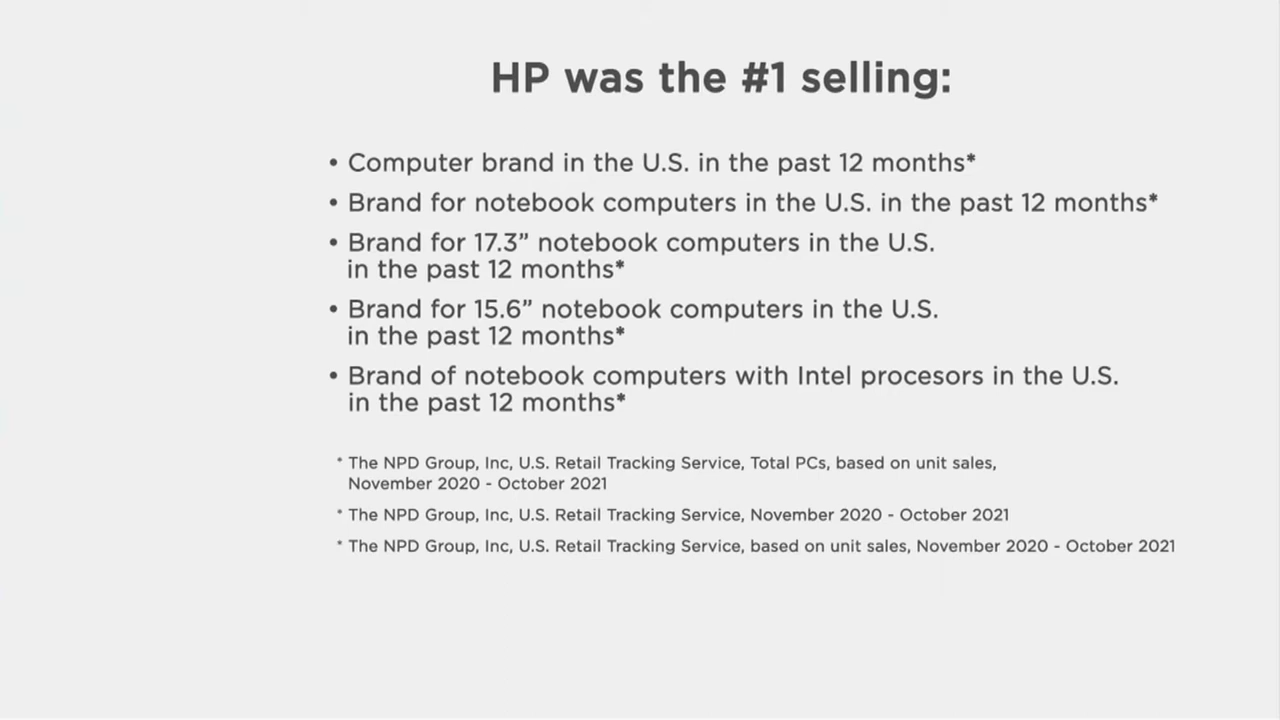 HP was the #1 selling:
• Computer brand in the U.S. in the past 12 months*
• Brand for notebook computers in the U.S. in the past 12 months*
• Brand for 17.3” notebook computers in the U.S.
in the past 12 months*
• Brand for 15.6” notebook computers in the U.S.
in the past 12 months*
• Brand of notebook computers with Intel procesors in the U.S.
in the past 12 months*
* The NPD Group, Inc, U.S. Retail Tracking Service, Total PCs, based on unit sales,
November 2020 - October 2021
* The NPD Group, Inc, U.S. Retail Tracking Service, November 2020 - October 2021
* The NPD Group, Inc, U.S. Retail Tracking Service, based on unit sales, November 2020 - October 2021